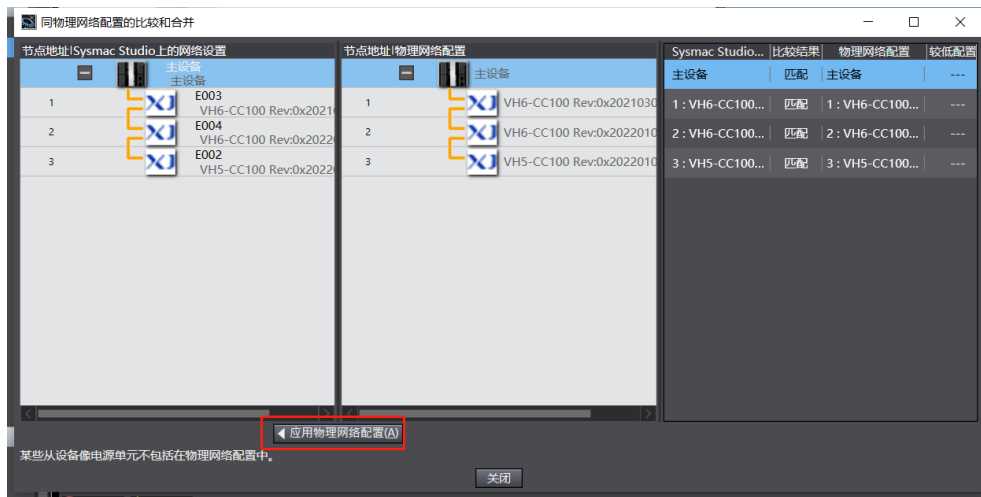 同物理网络配置的比较和合并
节点地址|Sysmac Studio上的网络设置
主设备
主设备
1
E003
VH6-CC100 Rev:0x2021
2
E004
VH6-CC100 Rev:0x2022
3
E002
VH5-CC100 Rev:0x2022
节点地址|物理网络配置
主设备
1
VH6-CC100 Rev:0x2021030
2
VH6-CC100 Rev:0x2022010
3
VH5-CC100 Rev:0x2022010
Sysmac Studio... 比较结果 物理网络配置 较低配置
主设备 匹配 主设备 ---
1 : VH6-CC100... 匹配 1 : VH6-CC100... ---
2 : VH6-CC100... 匹配 2 : VH6-CC100... ---
3 : VH5-CC100... 匹配 3 : VH5-CC100... ---
应用物理网络配置(A)
某些从设备像电源单元不包括在物理网络配置中。
关闭